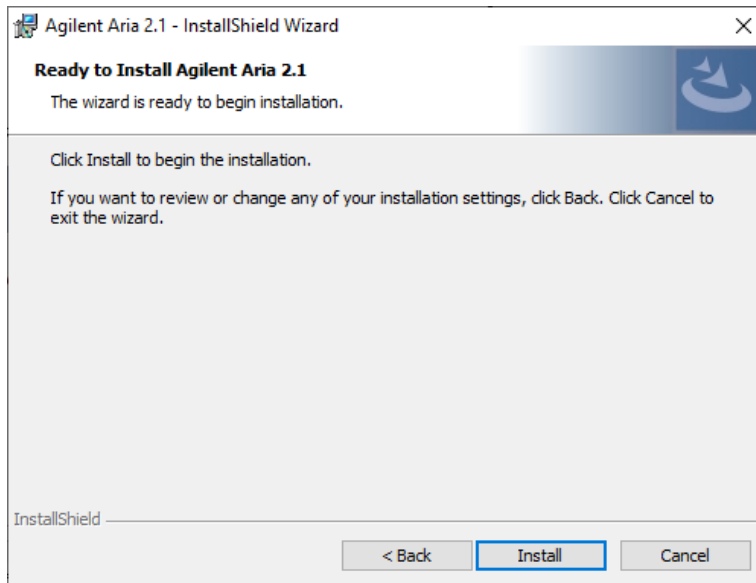 Agilent Aria 2.1 - InstallShield Wizard
Ready to Install Agilent Aria 2.1
The wizard is ready to begin installation.
Click Install to begin the installation.
If you want to review or change any of your installation settings, click Back. Click Cancel to
exit the wizard.
InstallShield
< Back
Install
Cancel